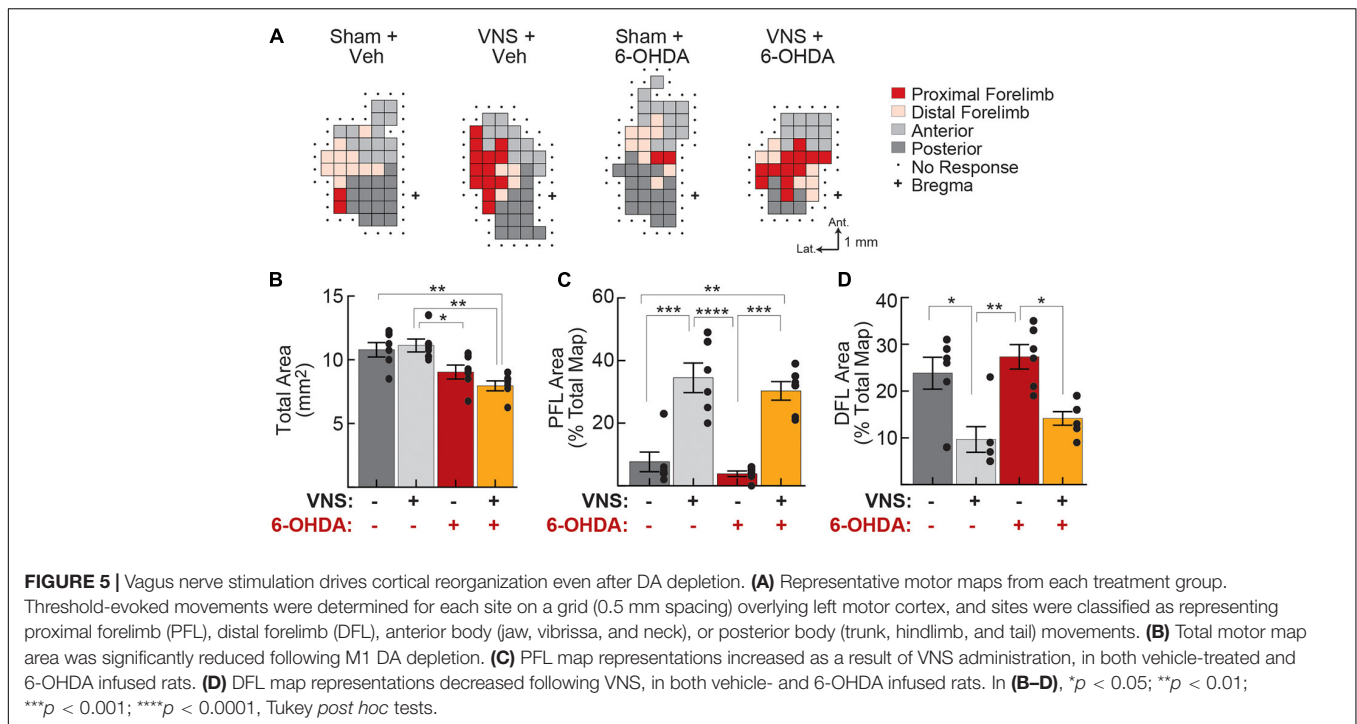 A
Sham +
Veh
VNS +
Veh
Sham +
6-OHDA
VNS +
6-OHDA
Proximal Forelimb
Distal Forelimb
Anterior
Posterior
· No Response
+ Bregma
+
+
+
+
Ant.
Lat.
1 mm
B
Total Area
(mm2)
15
10
5
**
**
*
VNS: - + - +
6-OHDA: - - + +
C
PFL Area
(% Total Map)
60
40
20
**
*** **** ***
- + - +
6-OHDA: - - + +
D
DFL Area
(% Total Map)
40
30
20
10
* ** *
VNS: - + - +
6-OHDA: - - + +
FIGURE 5 | Vagus nerve stimulation drives cortical reorganization even after DA depletion. (A) Representative motor maps from each treatment group.
Threshold-evoked movements were determined for each site on a grid (0.5 mm spacing) overlying left motor cortex, and sites were classified as representing
proximal forelimb (PFL), distal forelimb (DFL), anterior body (jaw, vibrissa, and neck), or posterior body (trunk, hindlimb, and tail) movements. (B) Total motor map
area was significantly reduced following M1 DA depletion. (C) PFL map representations increased as a result of VNS administration, in both vehicle-treated and
6-OHDA infused rats. (D) DFL map representations decreased following VNS, in both vehicle- and 6-OHDA infused rats. In (B–D), *p < 0.05; **p < 0.01;
***p < 0.001; ****p < 0.0001, Tukey post hoc tests.